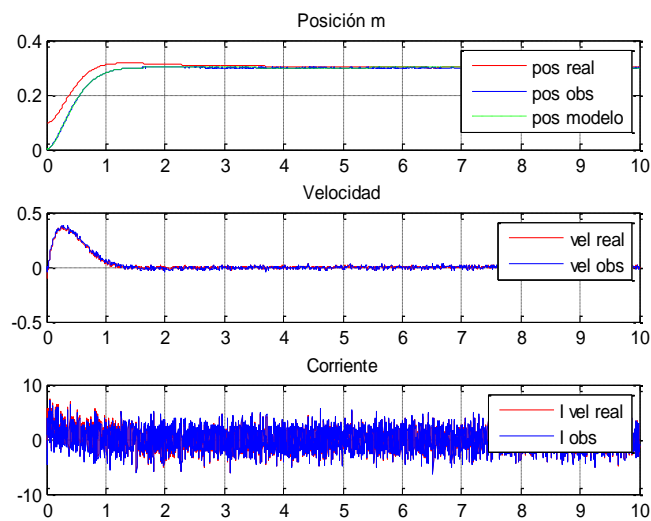 Posición m
0.4
0.2
0
pos real
pos obs
pos modelo
0 1 2 3 4 5 6 7 8 9 10
Velocidad
0.5
0
-0.5
vel real
vel obs
0 1 2 3 4 5 6 7 8 9 10
Corriente
10
0
-10
I vel real
I obs
0 1 2 3 4 5 6 7 8 9 10